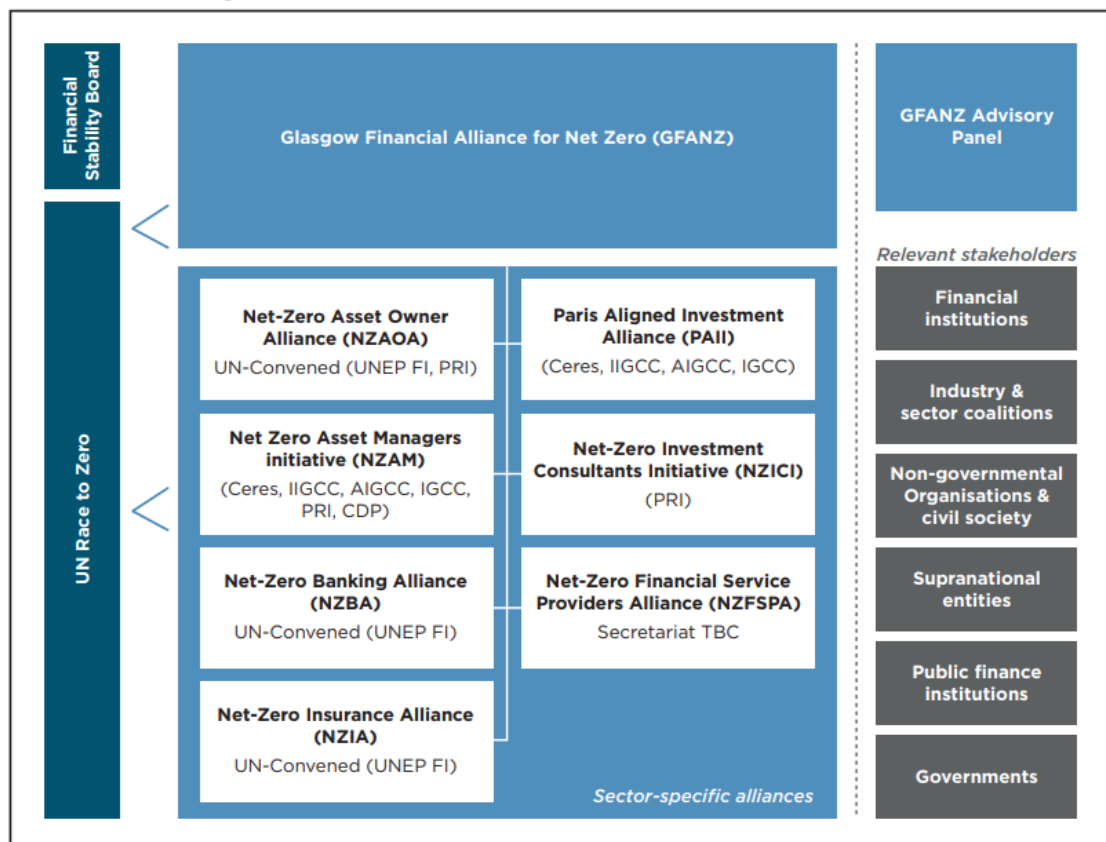 Financial
Stability Board
UN Race to Zero
Glasgow Financial Alliance for Net Zero (GFANZ)
Net-Zero Asset Owner
Alliance (NZAOA)
UN-Convened (UNEP FI, PRI)
Paris Aligned Investment
Alliance (PAII)
(Ceres, IIGCC, AIGCC, IGCC)
Net Zero Asset Managers
initiative (NZAM)
(Ceres, IIGCC, AIGCC, IGCC,
PRI, CDP)
Net-Zero Investment
Consultants Initiative (NZICI)
(PRI)
Net-Zero Banking Alliance
(NZBA)
UN-Convened (UNEP FI)
Net-Zero Financial Service
Providers Alliance (NZFSPA)
Secretariat TBC
Net-Zero Insurance Alliance
(NZIA)
UN-Convened (UNEP FI)
Sector-specific alliances
GFANZ Advisory
Panel
Relevant stakeholders
Financial
institutions
Industry &
sector coalitions
Non-governmental
Organisations &
civil society
Supranational
entities
Public finance
institutions
Governments